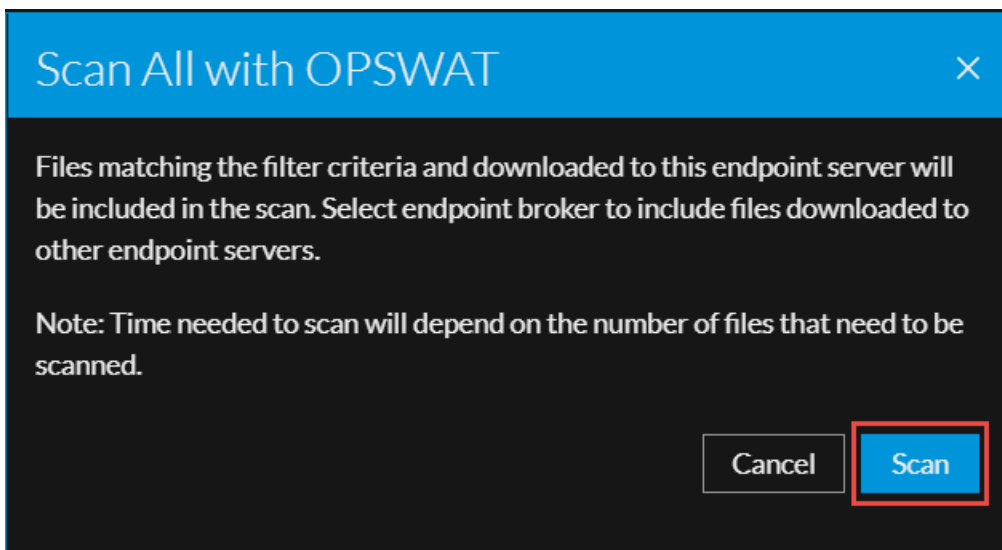 Scan All with OPSWAT
Files matching the filter criteria and downloaded to this endpoint server will
be included in the scan. Select endpoint broker to include files downloaded to
other endpoint servers.
Note: Time needed to scan will depend on the number of files that need to be
scanned.
Cancel
Scan